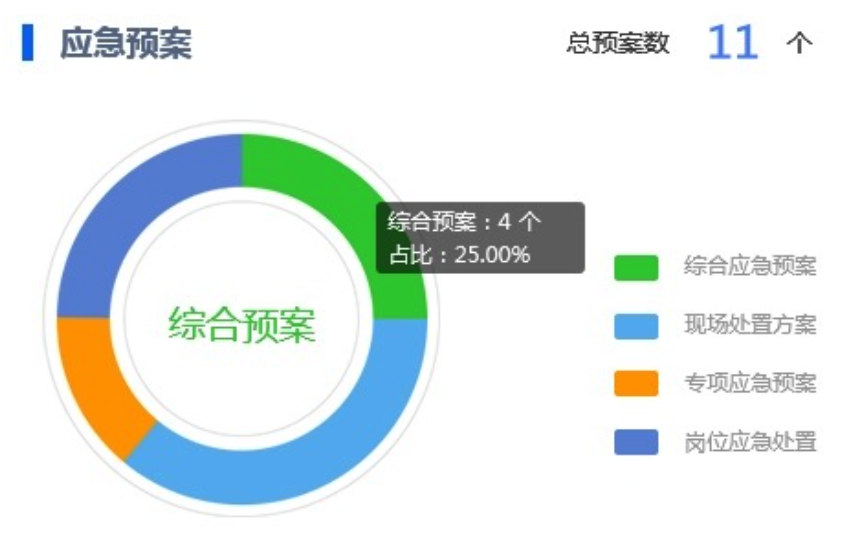 应急预案
总预案数 11 个
综合预案：4 个
占比：25.00%
综合预案
综合应急预案
现场处置方案
专项应急预案
岗位应急处置